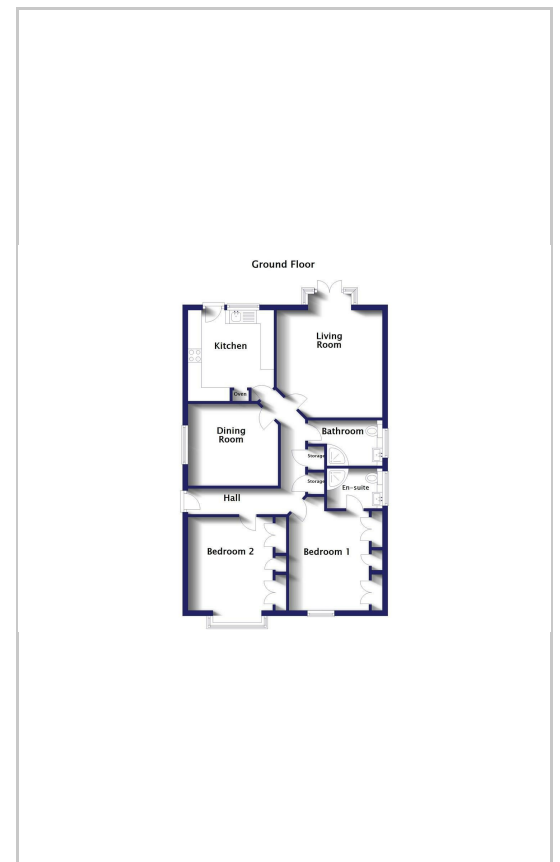 Ground Floor
Kitchen
Living
Room
Oven
Dining
Room
Bathroom
Storage
Storage
En-suite
Hall
Bedroom 2
Bedroom 1